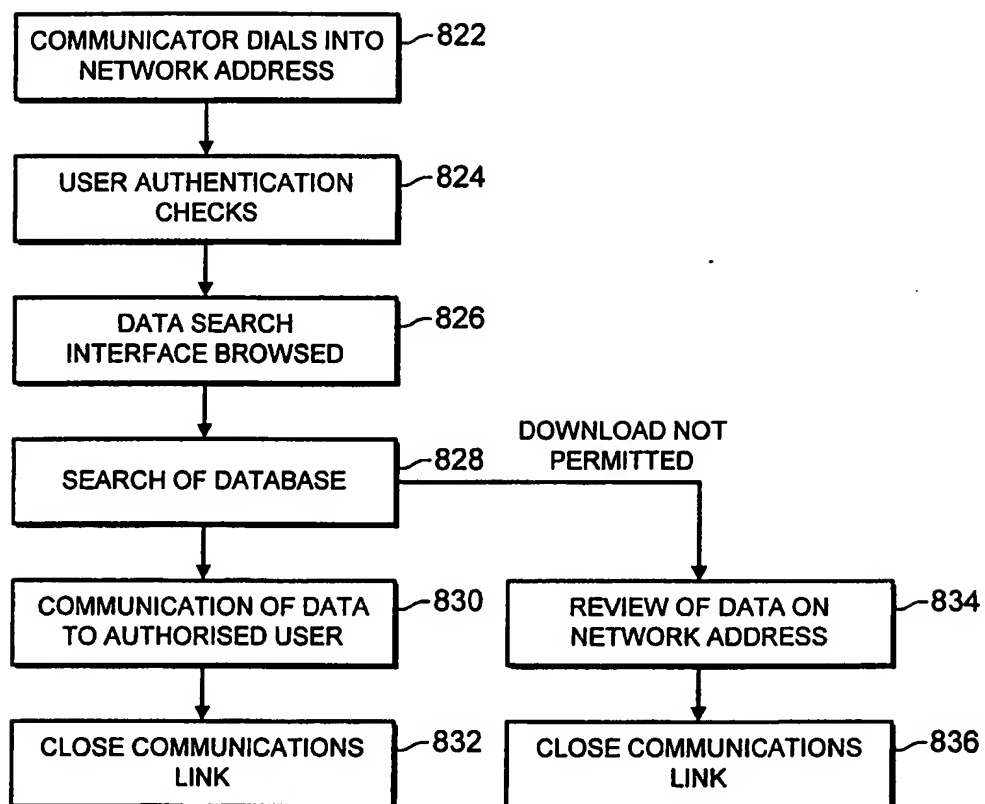 COMMUNICATOR DIALS INTO
NETWORK ADDRESS
822
USER AUTHENTICATION
CHECKS
824
DATA SEARCH
INTERFACE BROWSED
826
SEARCH OF DATABASE
828
DOWNLOAD NOT
PERMITTED
COMMUNICATION OF DATA
TO AUTHORISED USER
830
REVIEW OF DATA ON
NETWORK ADDRESS
834
CLOSE COMMUNICATIONS
LINK
832
CLOSE COMMUNICATIONS
LINK
836